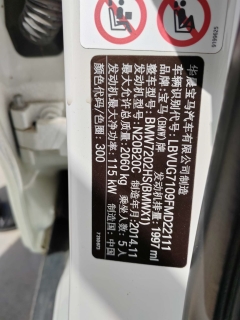 华晨宝马汽车有限公司制造
车辆识别代号: LBVUG7109FMD22111
品牌: 宝马 (BMW) 牌 发动机排量: 1997 ml
整车型号: BMW7202HS(BMWX1)
发动机型号: N20B20C 制造年月: 2014.11
最大允许总质量: 2060 kg 乘坐人数: 5 人
发动机最大净功率: 115 kW 制造国: 中国
颜色代码/色圈: 300